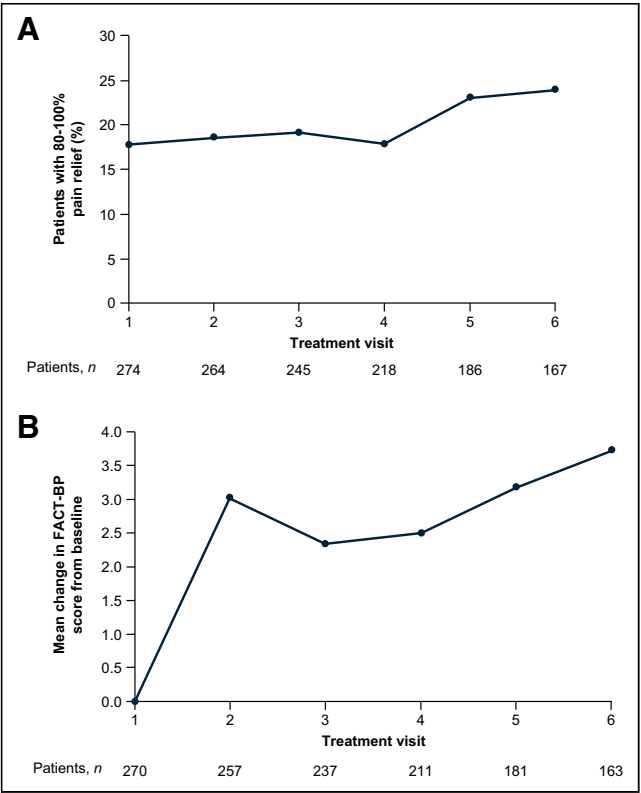 A
30
25
20
15
10
5
0
Patients with 80-100%
pain relief (%)
1 2 3 4 5 6
Treatment visit
Patients, n 274 264 245 218 186 167
B
4.0
3.5
3.0
2.5
2.0
1.5
1.0
0.5
0.0
Mean change in FACT-BP
score from baseline
1 2 3 4 5 6
Treatment visit
Patients, n 270 257 237 211 181 163